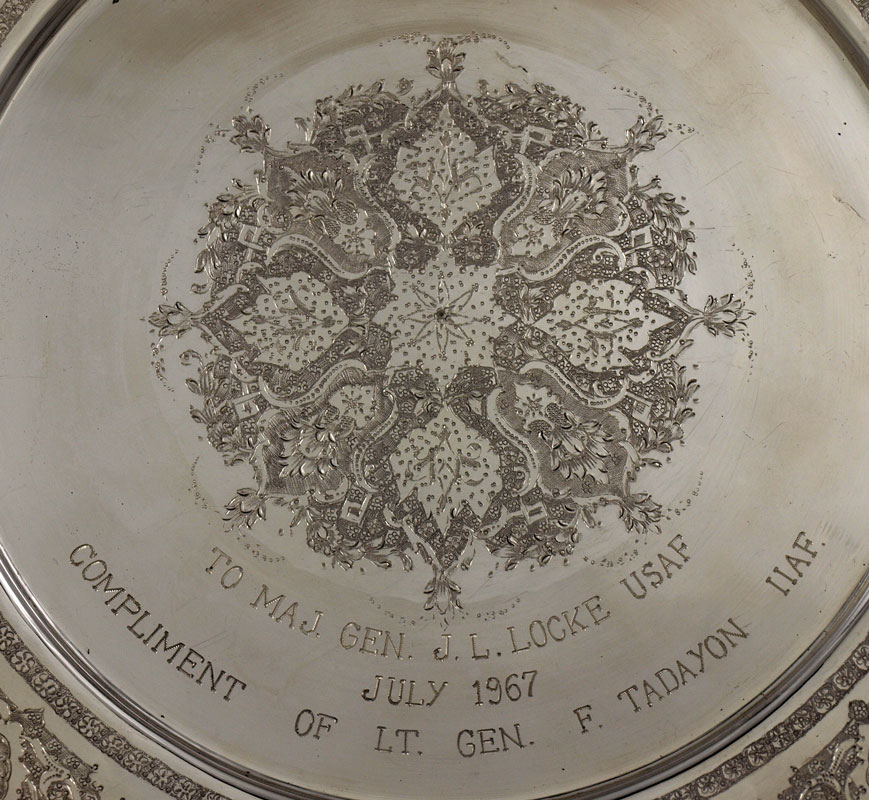 TO MAJ. GEN. J. L. LOCKE USAF
JULY 1967
COMPLIMENT OF LT. GEN. F. TADAYON IIAF.